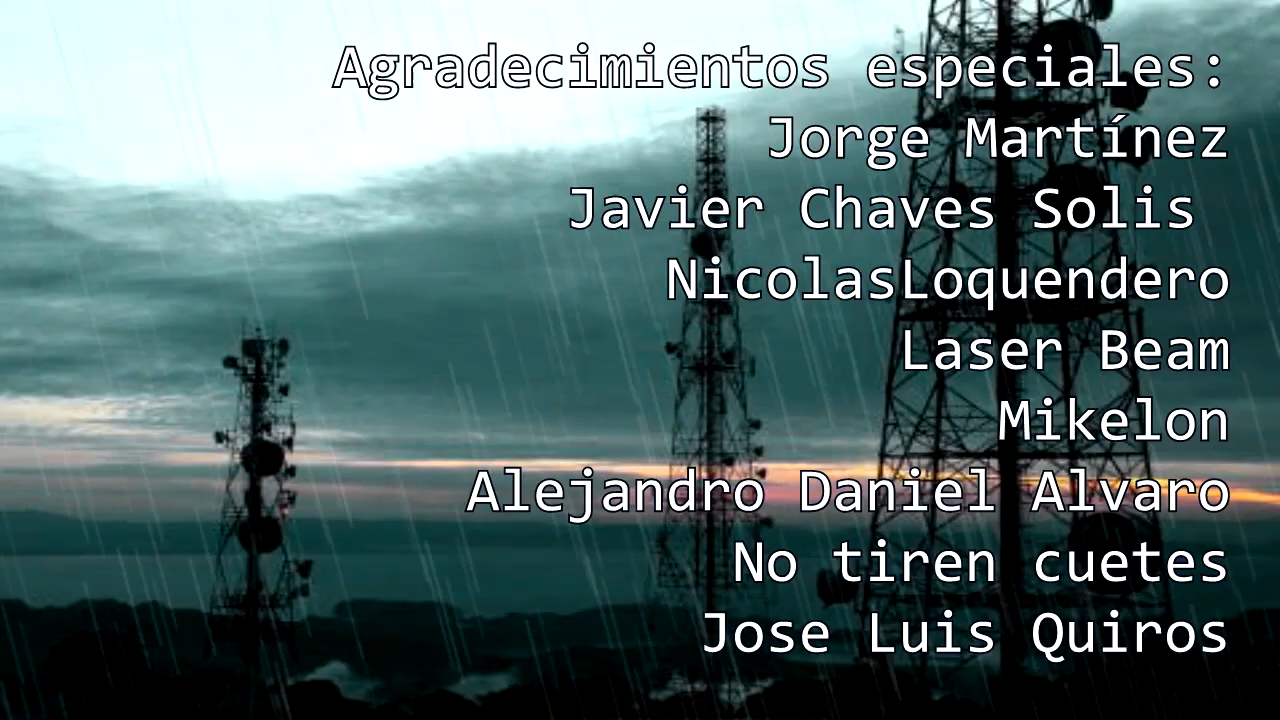 Agradecimientos especiales:
Jorge Martínez
Javier Chaves Solis
NicolasLoquendero
Laser Beam
Mikelon
Alejandro Daniel Alvaro
No tiren cuetes
Jose Luis Quiros